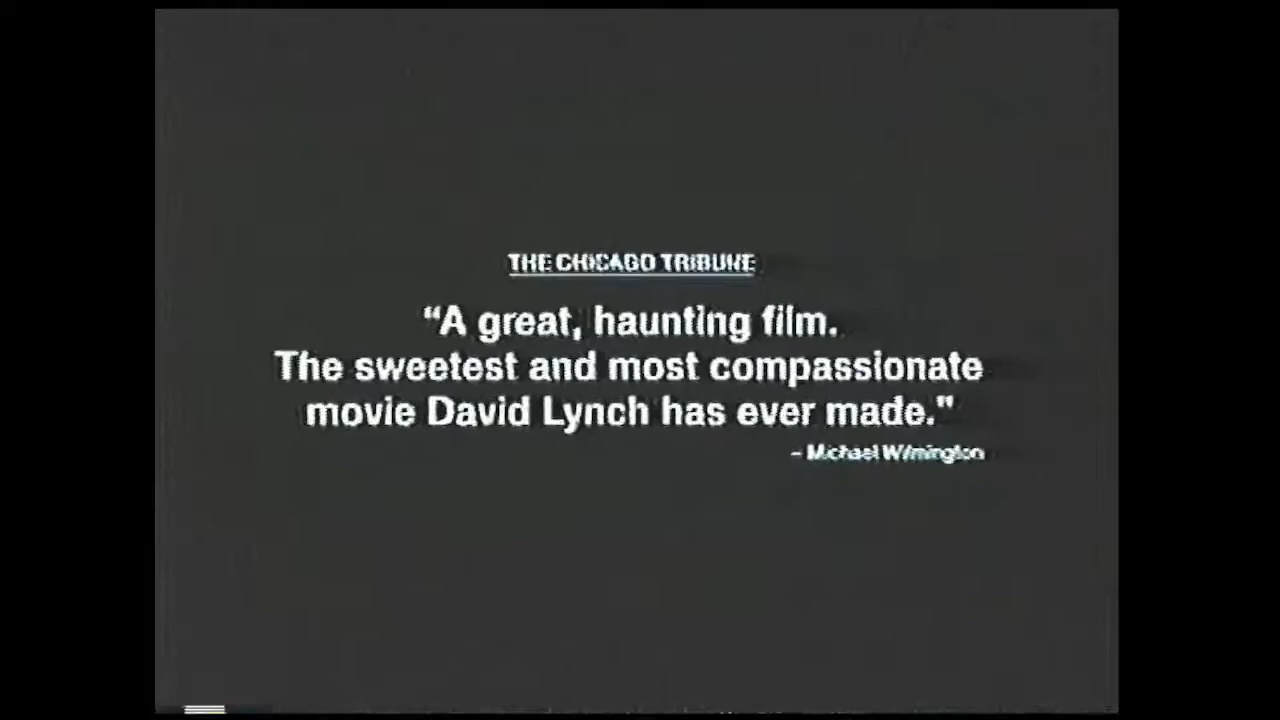 THE CHICAGO TRIBUNE
“A great, haunting film.
The sweetest and most compassionate
movie David Lynch has ever made."
– Michael Wilmington